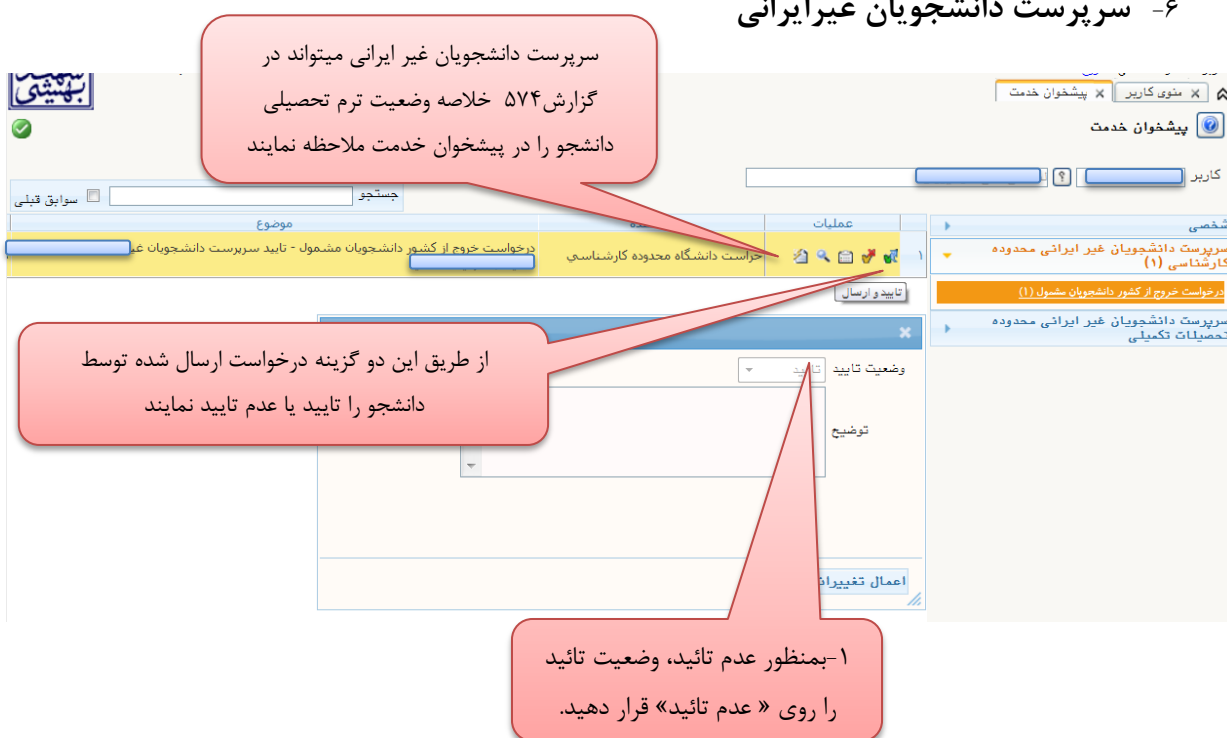 ۶- سرپرست دانشجویان غیرایرانی
سرپرست دانشجویان غیر ایرانی میتواند در
گزارش۵۷۴ خلاصه وضعیت ترم تحصیلی
دانشجو را در پیشخوان خدمت ملاحظه نمایند
بهشتی
منوی کاربر
پیشخوان خدمت
پیشخوان خدمت
کاربر
جستجو
سوابق قبلی
شخصی
سرپرست دانشجویان غیر ایرانی محدوده
کارشناسی (۱)
درخواست خروج از کشور دانشجویان مشمول (۱)
سرپرست دانشجویان غیر ایرانی محدوده
تحصیلات تکمیلی
عملیات
موضوع
۱
حراست دانشگاه محدوده کارشناسي
درخواست خروج از کشور دانشجویان مشمول - تایید سرپرست دانشجویان
تایید و ارسال
از طریق این دو گزینه درخواست ارسال شده توسط
دانشجو را تایید یا عدم تایید نمایند
وضعیت تایید
تایید
توضیح
اعمال تغییرات
۱-بمنظور عدم تائید، وضعیت تائید
را روی « عدم تائید» قرار دهید.